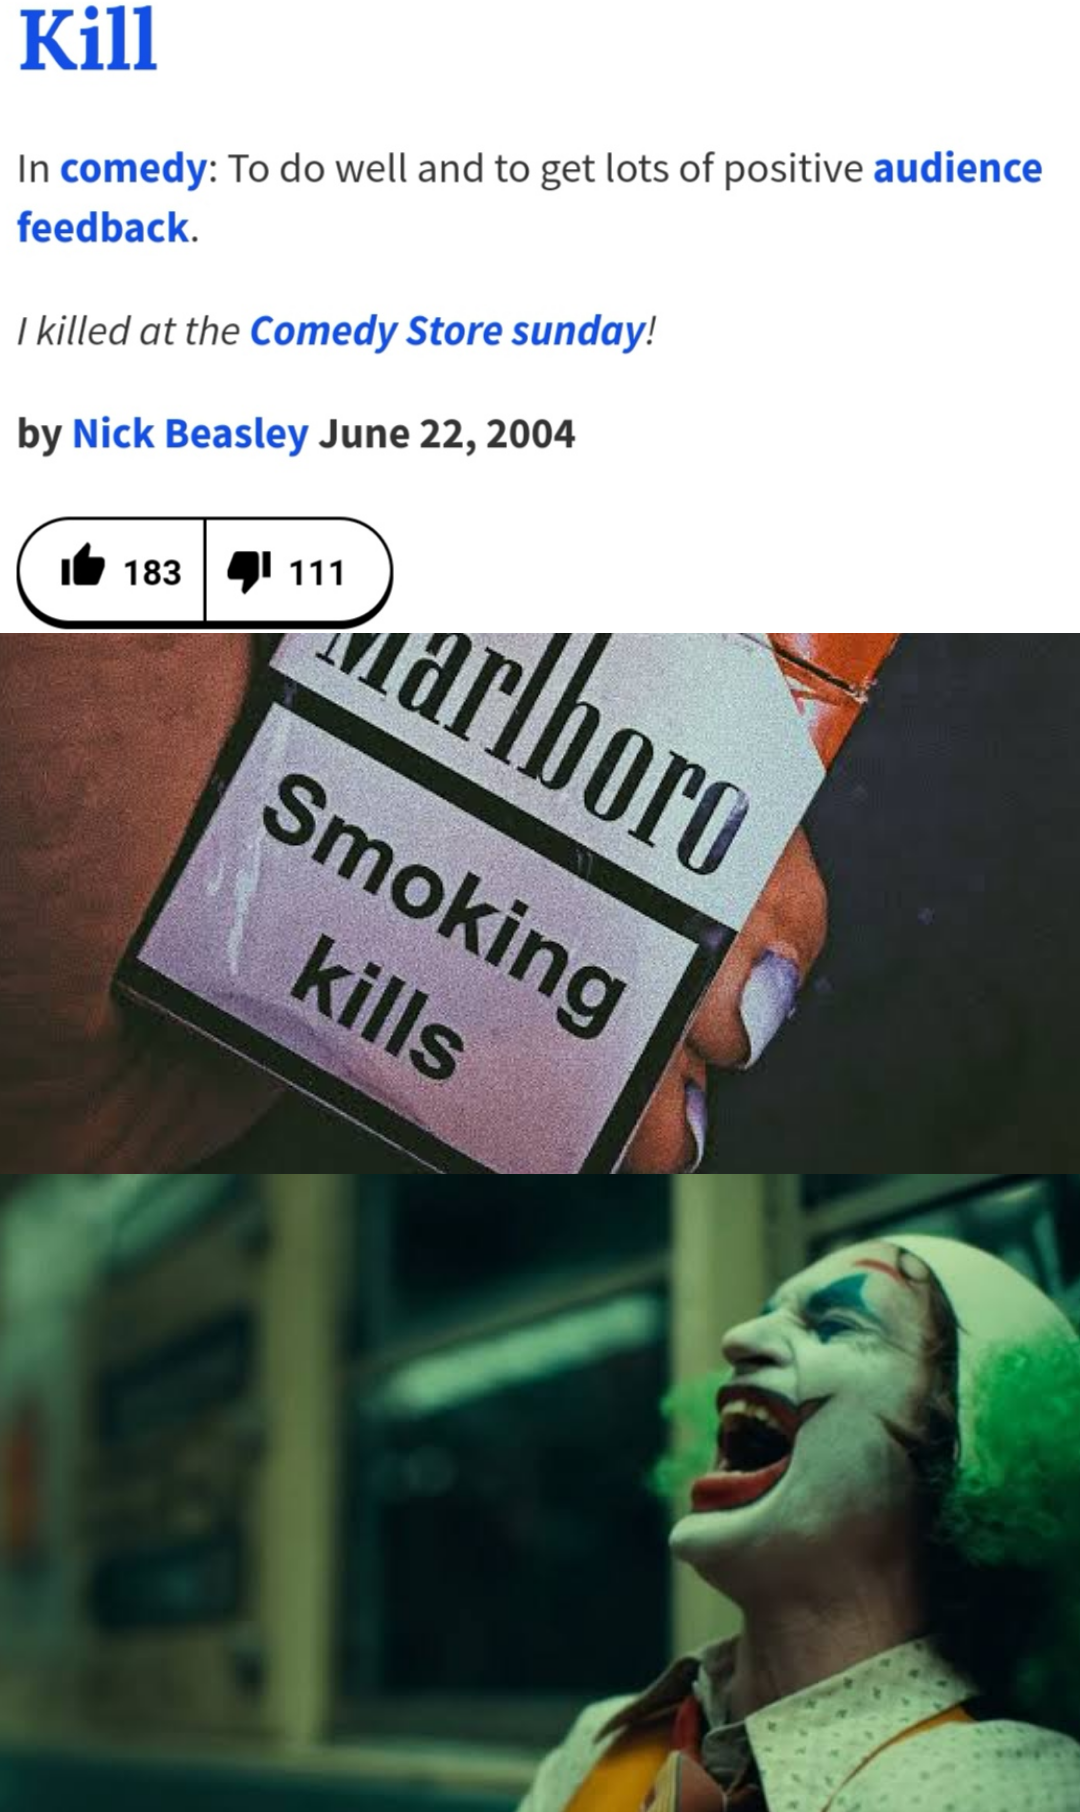 Kill
In comedy: To do well and to get lots of positive audience
feedback.
I killed at the Comedy Store sunday!
by Nick Beasley June 22, 2004
183 111
Marlboro
Smoking
kills